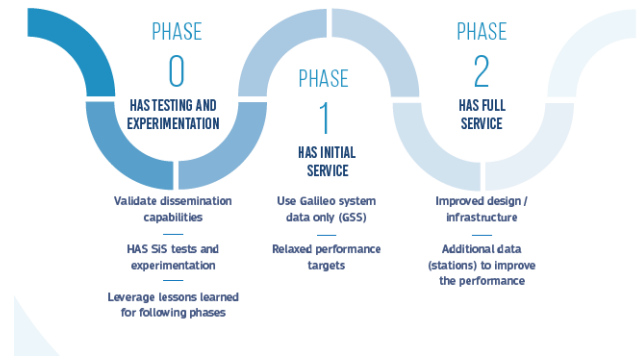 PHASE
0
HAS TESTING AND
EXPERIMENTATION
Validate dissemination
capabilities
HAS SiS tests and
experimentation
Leverage lessons learned
for following phases
PHASE
1
HAS INITIAL
SERVICE
Use Galileo system
data only (GSS)
Relaxed performance
targets
PHASE
2
HAS FULL
SERVICE
Improved design /
infrastructure
Additional data
(stations) to improve
the performance